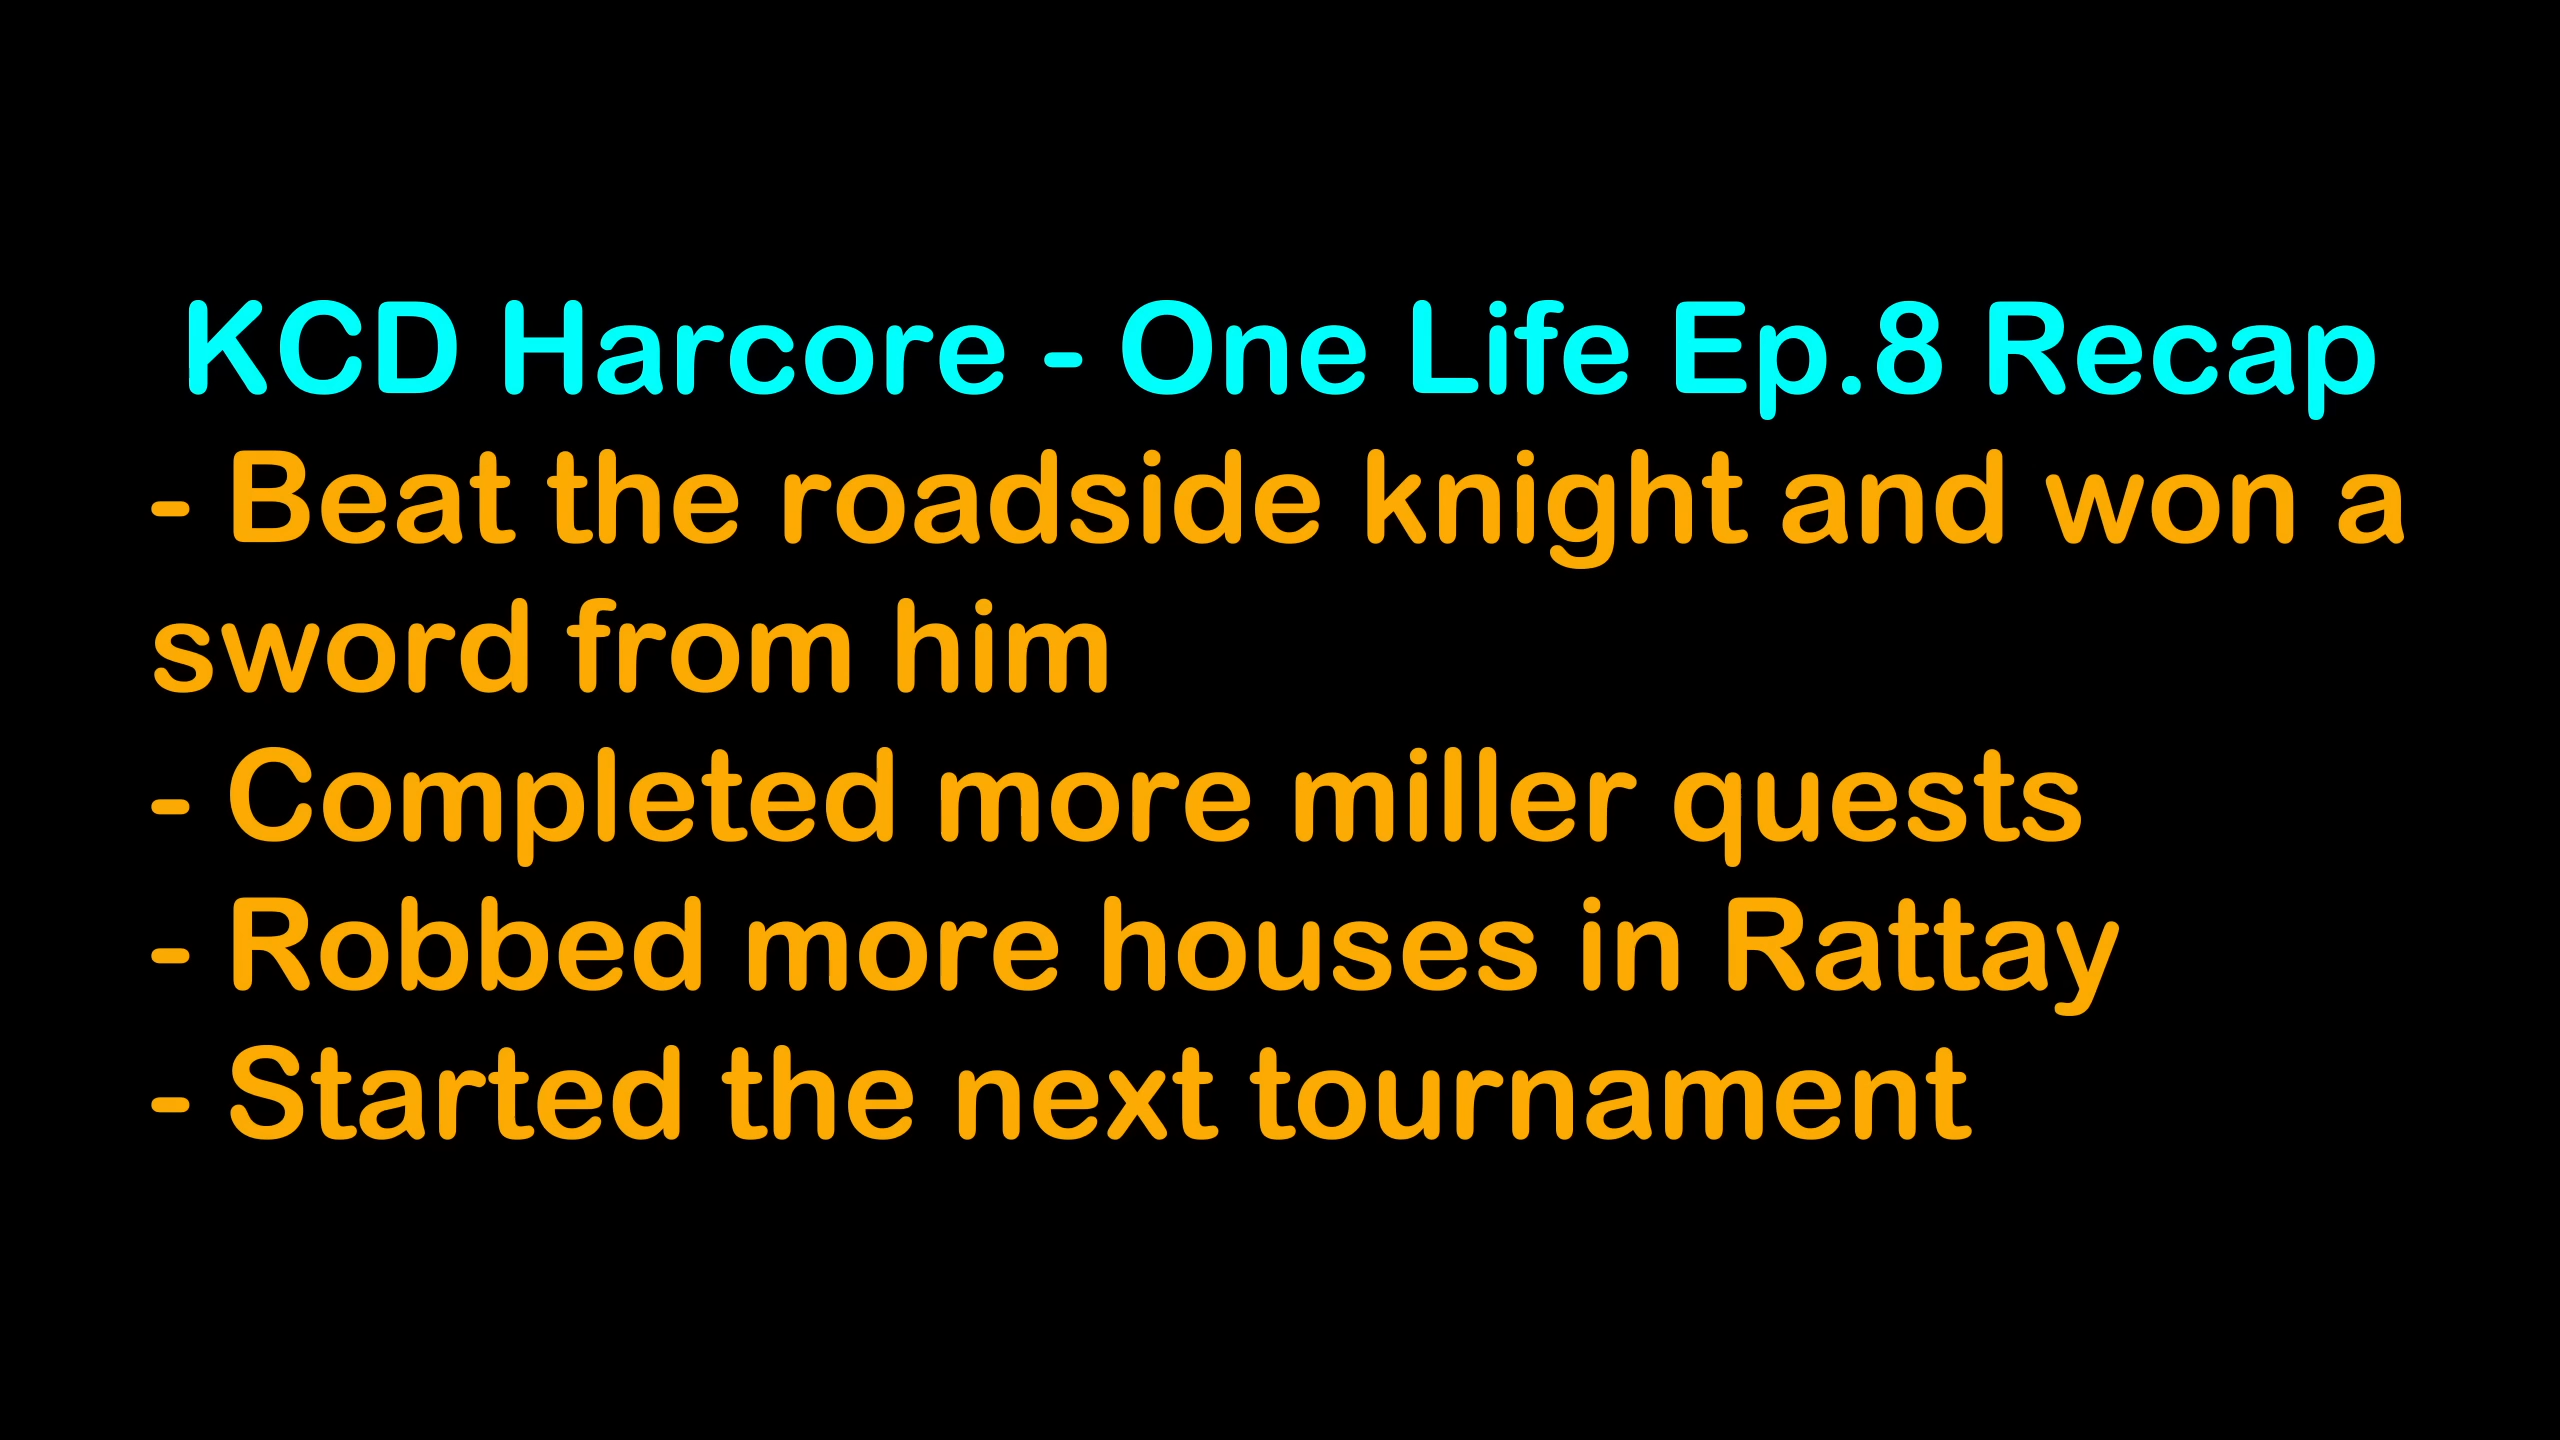 KCD Harcore - One Life Ep.8 Recap
- Beat the roadside knight and won a
sword from him
- Completed more miller quests
- Robbed more houses in Rattay
- Started the next tournament